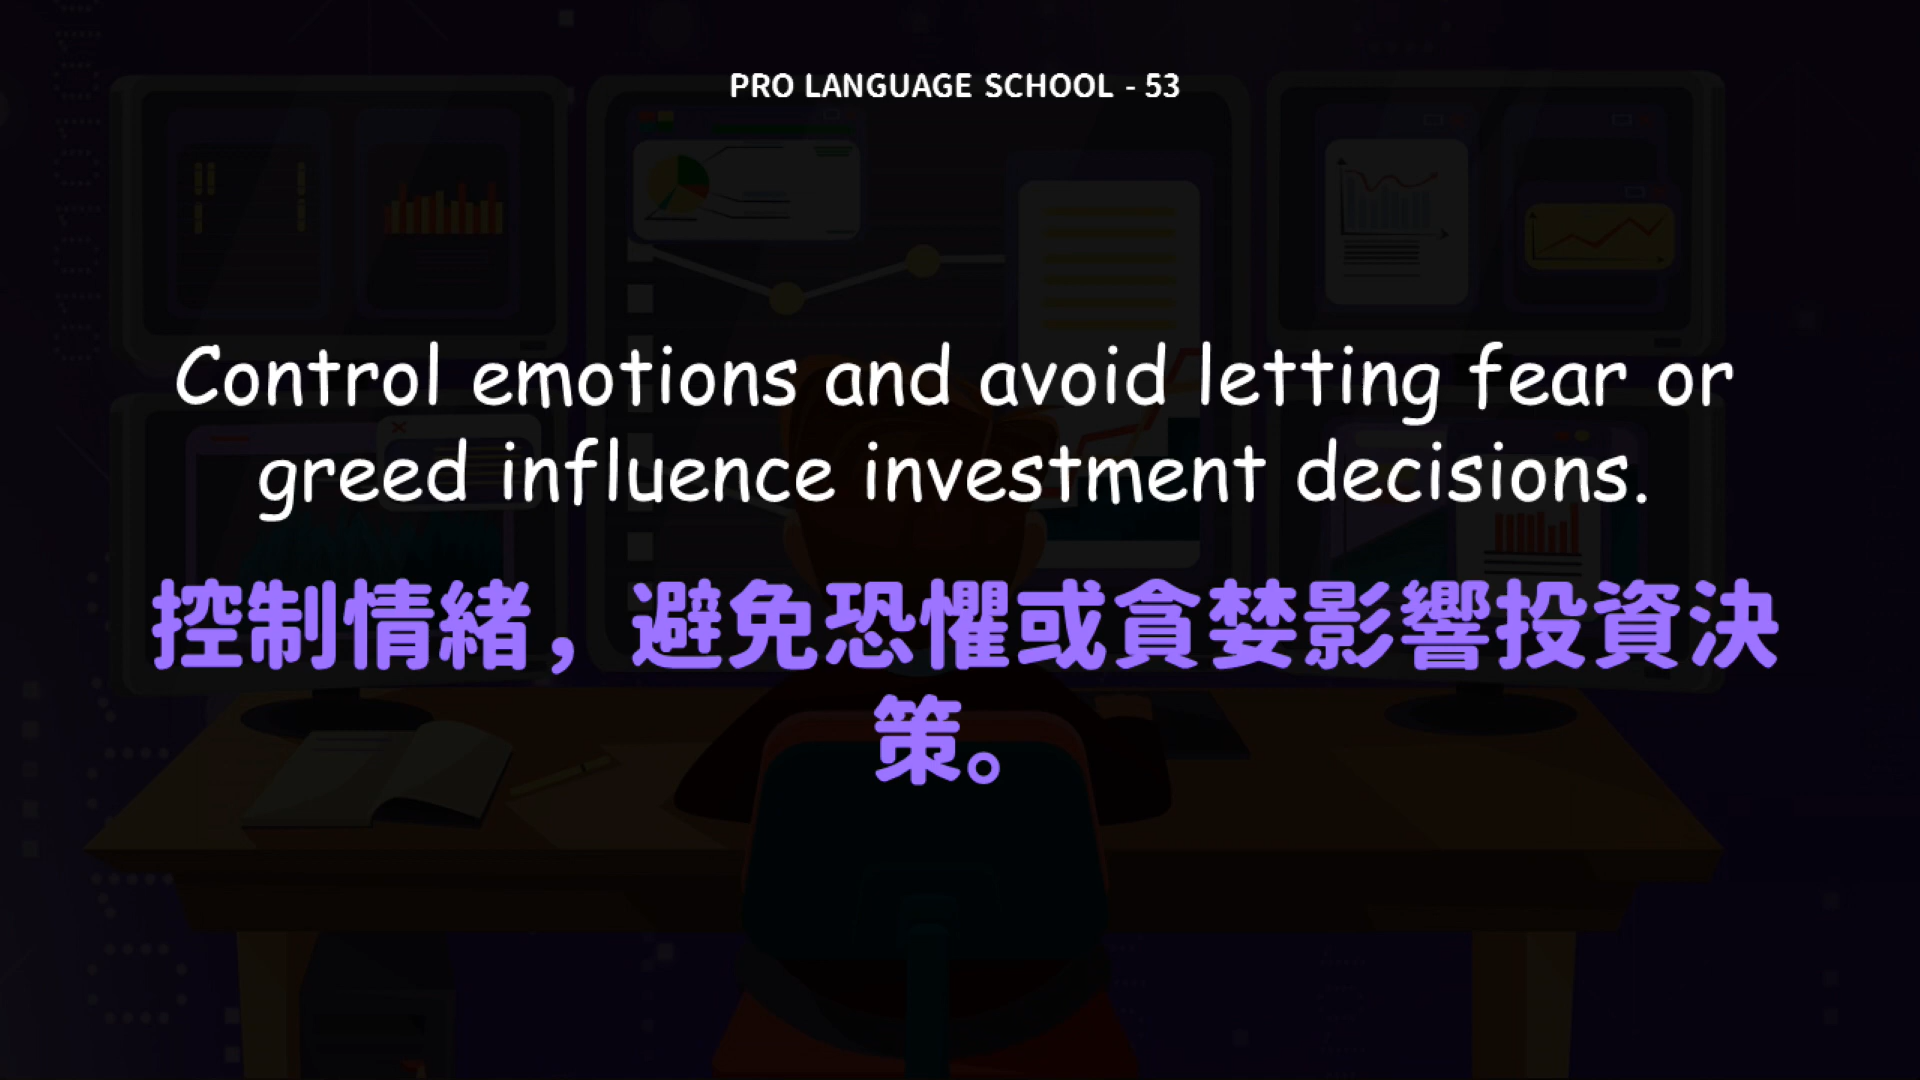 PRO LANGUAGE SCHOOL - 53
Control emotions and avoid letting fear or
greed influence investment decisions.
控制情緒，避免恐懼或貪婪影響投資決
策。